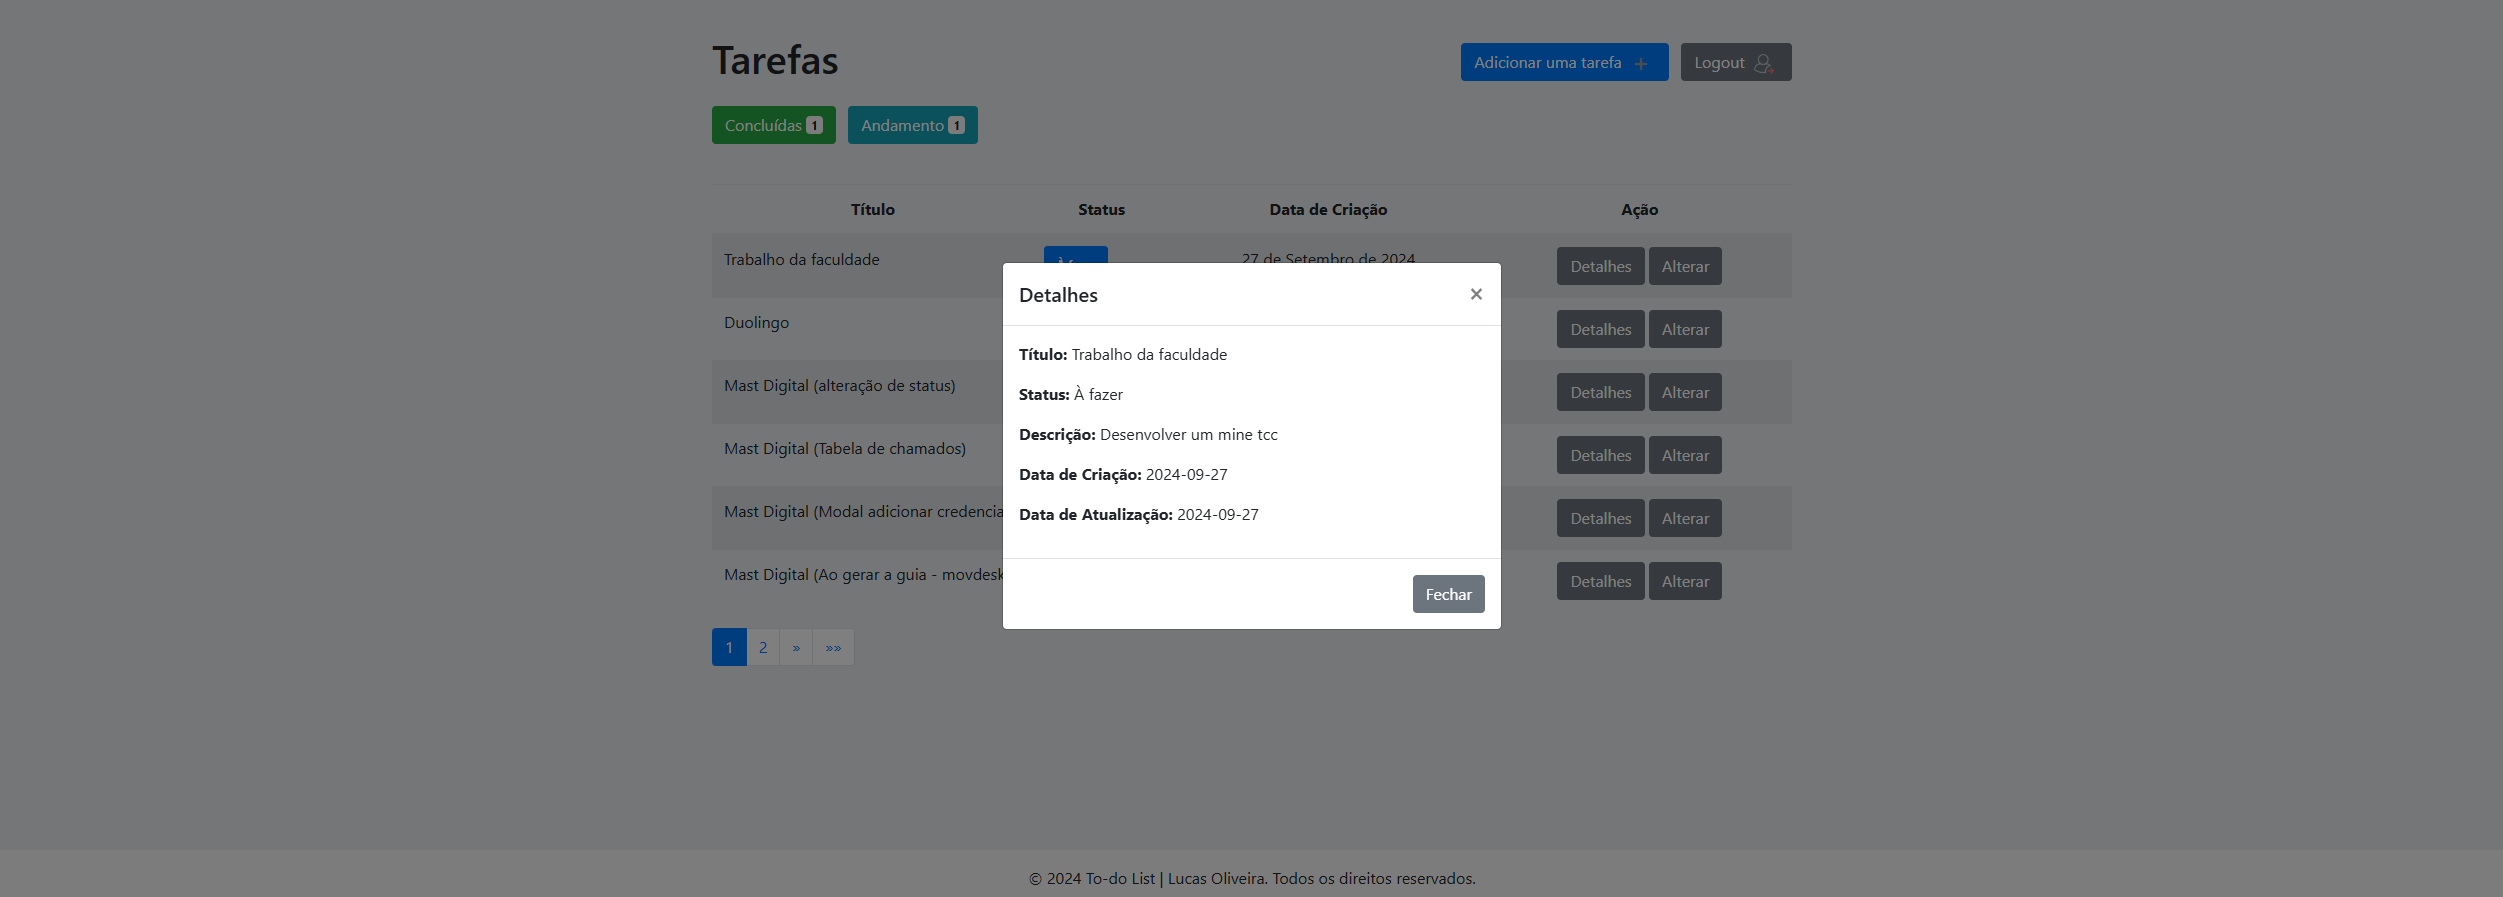 Tarefas
Adicionar uma tarefa +
Logout
Concluídas 1
Andamento 1
Título Status Data de Criação Ação
Trabalho da faculdade 27 de Setembro de 2024 Detalhes Alterar
Duolingo Detalhes Alterar
Mast Digital (alteração de status) Detalhes Alterar
Mast Digital (Tabela de chamados) Detalhes Alterar
Mast Digital (Modal adicionar credencia Detalhes Alterar
Mast Digital (Ao gerar a guia - movdesk Detalhes Alterar
Detalhes ×
Título: Trabalho da faculdade
Status: À fazer
Descrição: Desenvolver um mine tcc
Data de Criação: 2024-09-27
Data de Atualização: 2024-09-27
Fechar
1 2 » »»
© 2024 To-do List | Lucas Oliveira. Todos os direitos reservados.